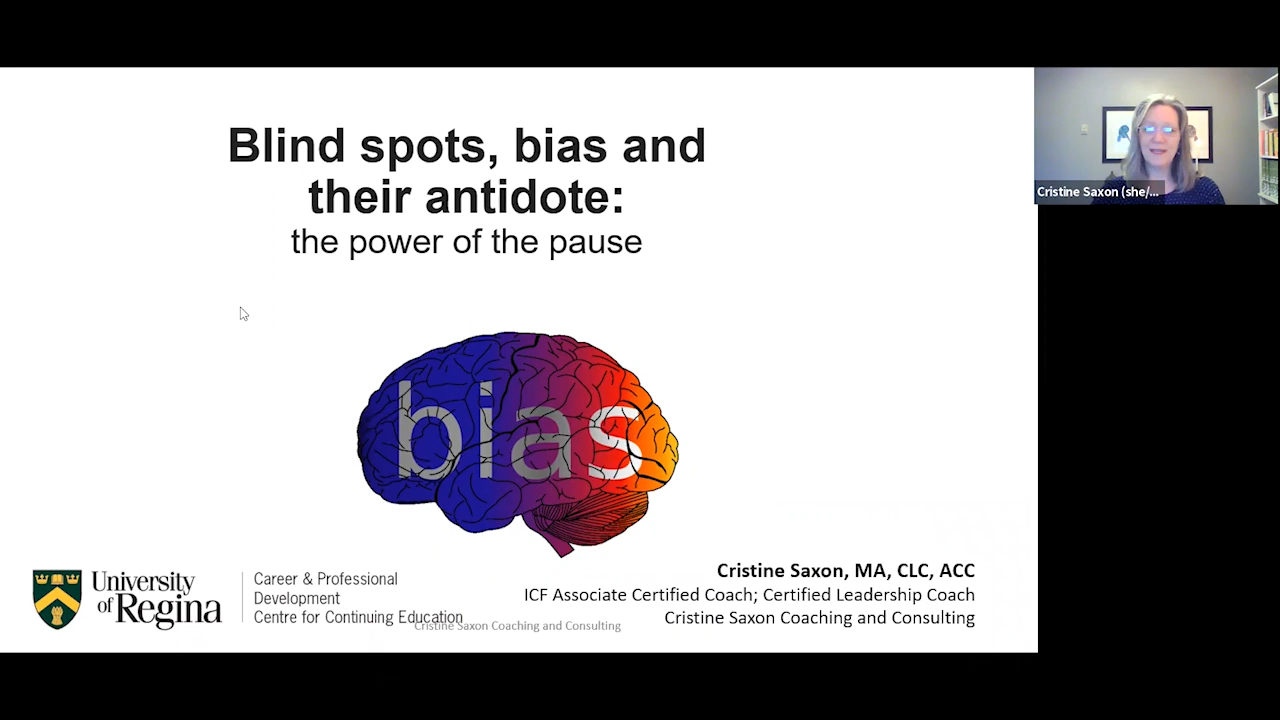 Blind spots, bias and
their antidote:
the power of the pause
Cristine Saxon (she/...
bias
University
of Regina
Career & Professional
Development
Centre for Continuing Education
Cristine Saxon Coaching and Consulting
Cristine Saxon, MA, CLC, ACC
ICF Associate Certified Coach; Certified Leadership Coach
Cristine Saxon Coaching and Consulting